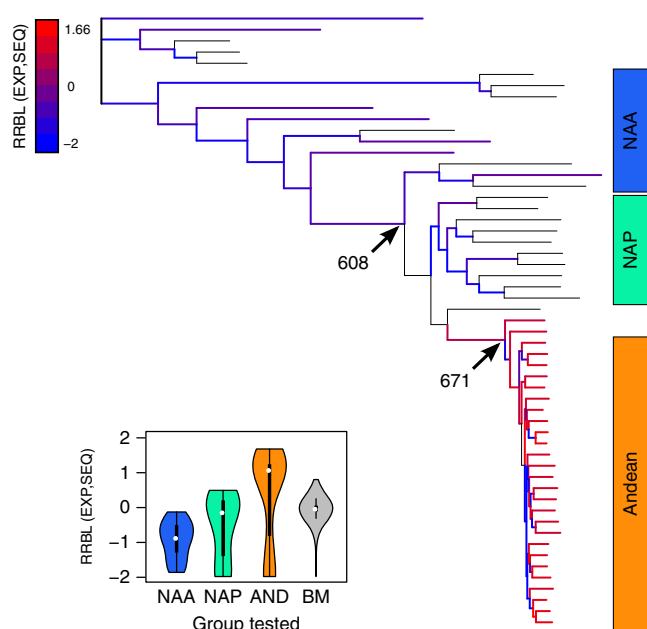 RRBL (EXP,SEQ)
1.66
0
−2
NAA
NAP
Andean
608
671
RRBL (EXP,SEQ)
2
1
0
−1
−2
NAA NAP AND BM
Group tested